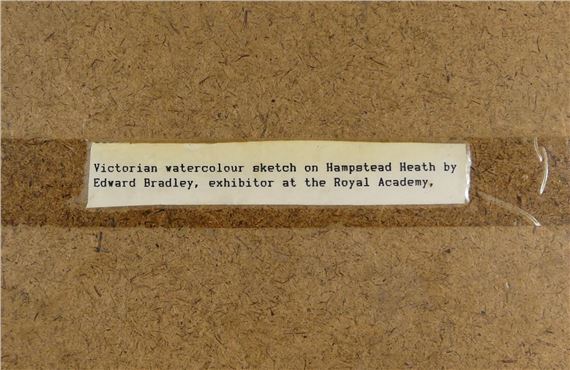 Victorian watercolour sketch on Hampstead Heath by
Edward Bradley, exhibitor at the Royal Academy,